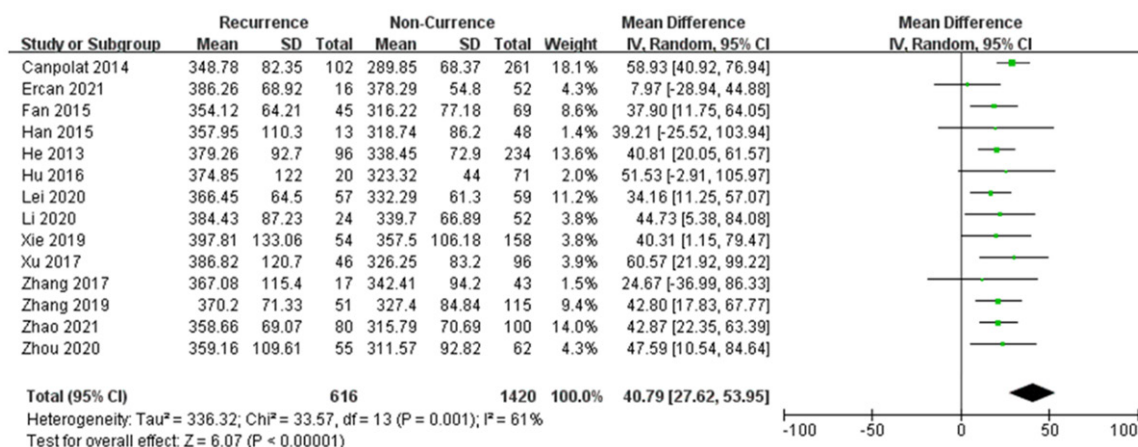 Recurrence Non-Currence Mean Difference Mean Difference
Study or Subgroup Mean SD Total Mean SD Total Weight IV, Random, 95% CI IV, Random, 95% CI
Canpolat 2014 348.78 82.35 102 289.85 68.37 261 18.1% 58.93 [40.92, 76.94]
Ercan 2021 386.26 68.92 16 378.29 54.8 52 4.3% 7.97 [-28.94, 44.88]
Fan 2015 354.12 64.21 45 316.22 77.18 69 8.6% 37.90 [11.75, 64.05]
Han 2015 357.95 110.3 13 318.74 86.2 48 1.4% 39.21 [-25.52, 103.94]
He 2013 379.26 92.7 96 338.45 72.9 234 13.6% 40.81 [20.05, 61.57]
Hu 2016 374.85 122 20 323.32 44 71 2.0% 51.53 [-2.91, 105.97]
Lei 2020 366.45 64.5 57 332.29 61.3 59 11.2% 34.16 [11.25, 57.07]
Li 2020 384.43 87.23 24 339.7 66.89 52 3.8% 44.73 [5.38, 84.08]
Xie 2019 397.81 133.06 54 357.5 106.18 158 3.8% 40.31 [1.15, 79.47]
Xu 2017 386.82 120.7 46 326.25 83.2 96 3.9% 60.57 [21.92, 99.22]
Zhang 2017 367.08 115.4 17 342.41 94.2 43 1.5% 24.67 [-36.99, 86.33]
Zhang 2019 370.2 71.33 51 327.4 84.84 115 9.4% 42.80 [17.83, 67.77]
Zhao 2021 358.66 69.07 80 315.79 70.69 100 14.0% 42.87 [22.35, 63.39]
Zhou 2020 359.16 109.61 55 311.57 92.82 62 4.3% 47.59 [10.54, 84.64]
Total (95% CI) 616 1420 100.0% 40.79 [27.62, 53.95]
Heterogeneity: Tau² = 336.32; Chi² = 33.57, df = 13 (P = 0.001); I² = 61%
Test for overall effect: Z = 6.07 (P < 0.00001)
-100 -50 0 50 100